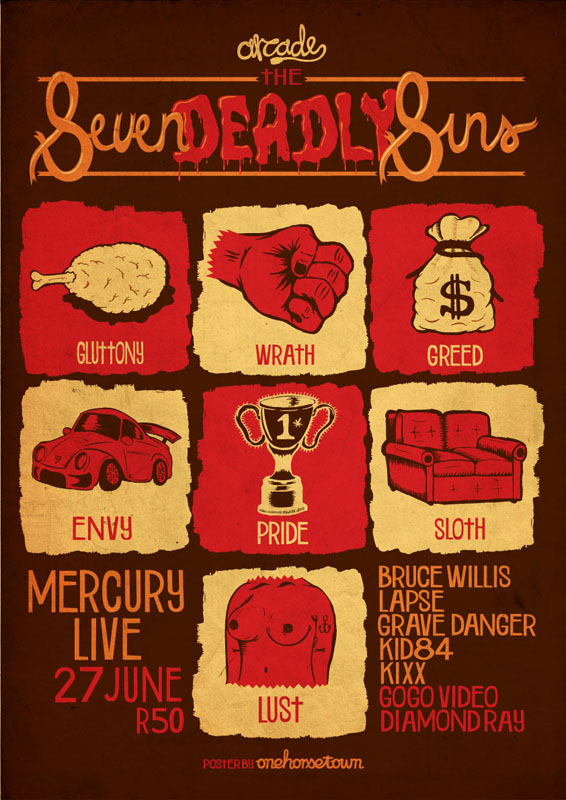 arcade
THE
Seven DEADLY Sins
GLUTTONY
WRATH
GREED
$
ENVY
1
PRIDE
SLOTH
MERCURY
LIVE
27 JUNE
R50
LUST
BRUCE WILLIS
LAPSE
GRAVE DANGER
KID84
KIXX
GOGO VIDEO
DIAMOND RAY
POSTER BY onehorsetown